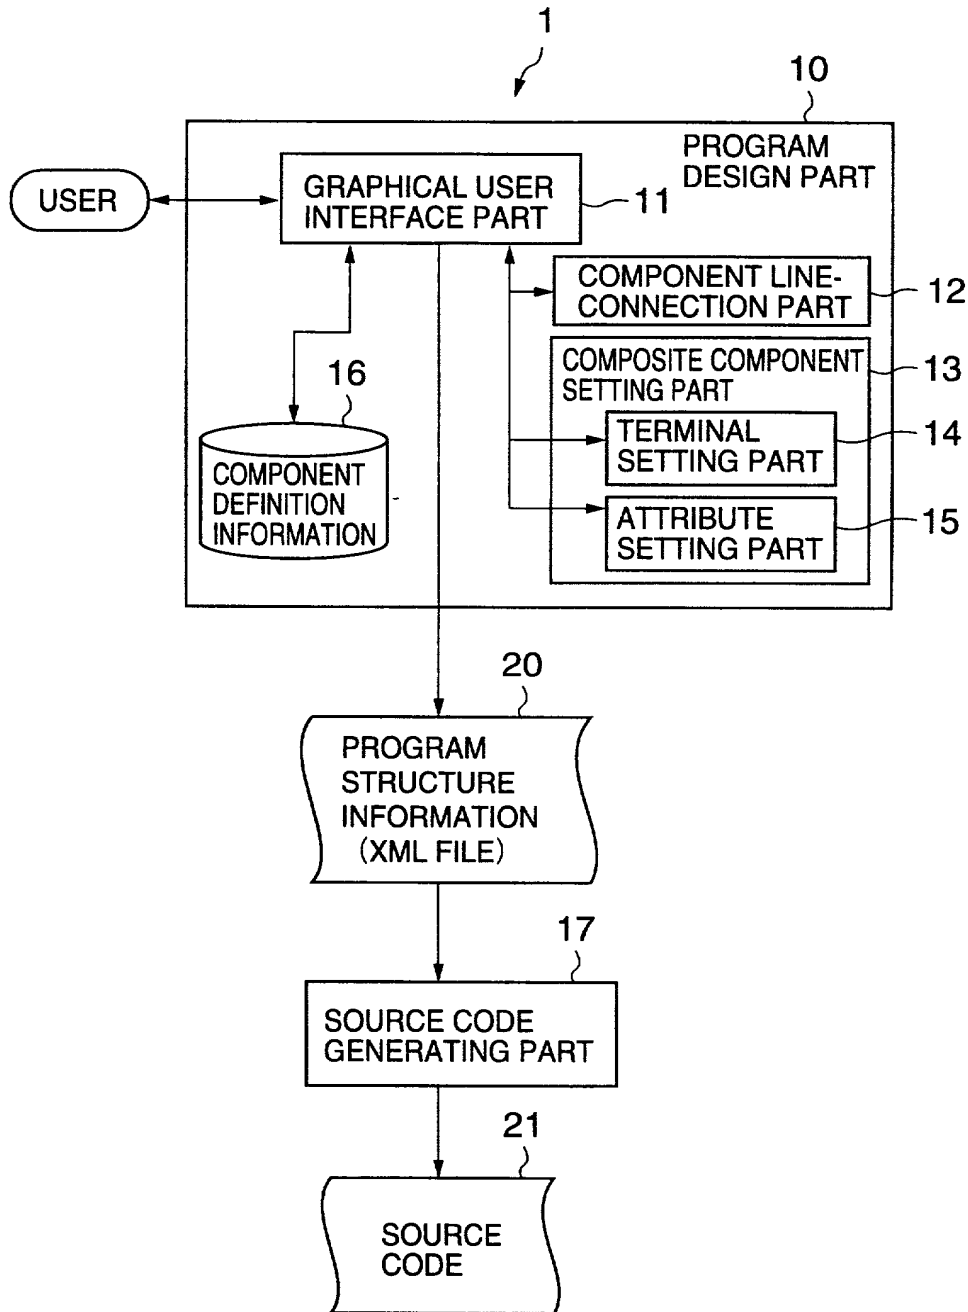 1
10
PROGRAM
DESIGN PART
USER
GRAPHICAL USER
INTERFACE PART
11
COMPONENT LINE-
CONNECTION PART
12
COMPOSITE COMPONENT
SETTING PART
13
16
TERMINAL
SETTING PART
14
COMPONENT
DEFINITION
INFORMATION
ATTRIBUTE
SETTING PART
15
20
PROGRAM
STRUCTURE
INFORMATION
(XML FILE)
17
SOURCE CODE
GENERATING PART
21
SOURCE
CODE